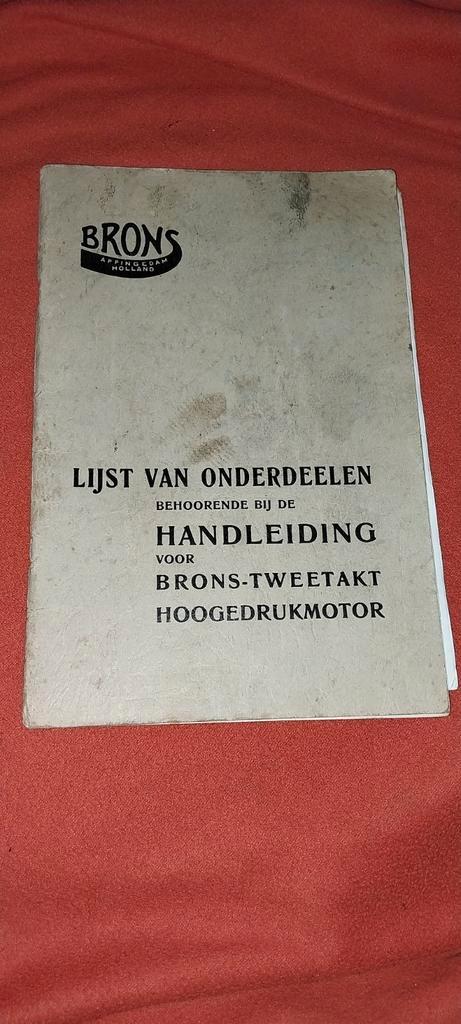 BRONS
APPINGEDAM
HOLLAND
LIJST VAN ONDERDEELEN
BEHOORENDE BIJ DE
HANDLEIDING
VOOR
BRONS-TWEETAKT
HOOGEDRUKMOTOR